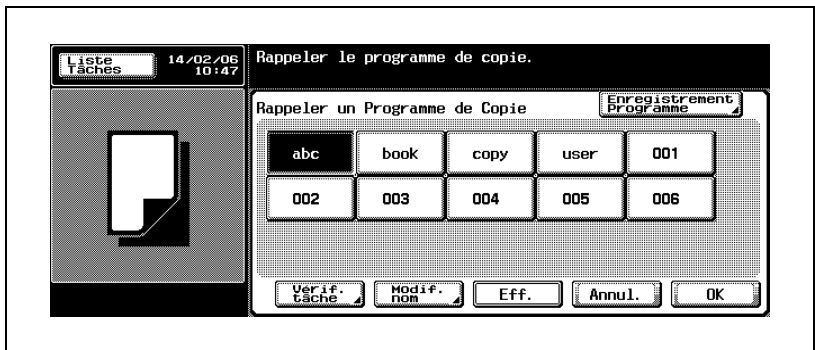 Liste
Tâches
14/02/06
10:47
Rappeler le programme de copie.
Rappeler un Programme de Copie
Enregistrement
Programme
abc book copy user 001
002 003 004 005 006
Vérif.
tâche
Modif.
nom
Eff. Annul. OK